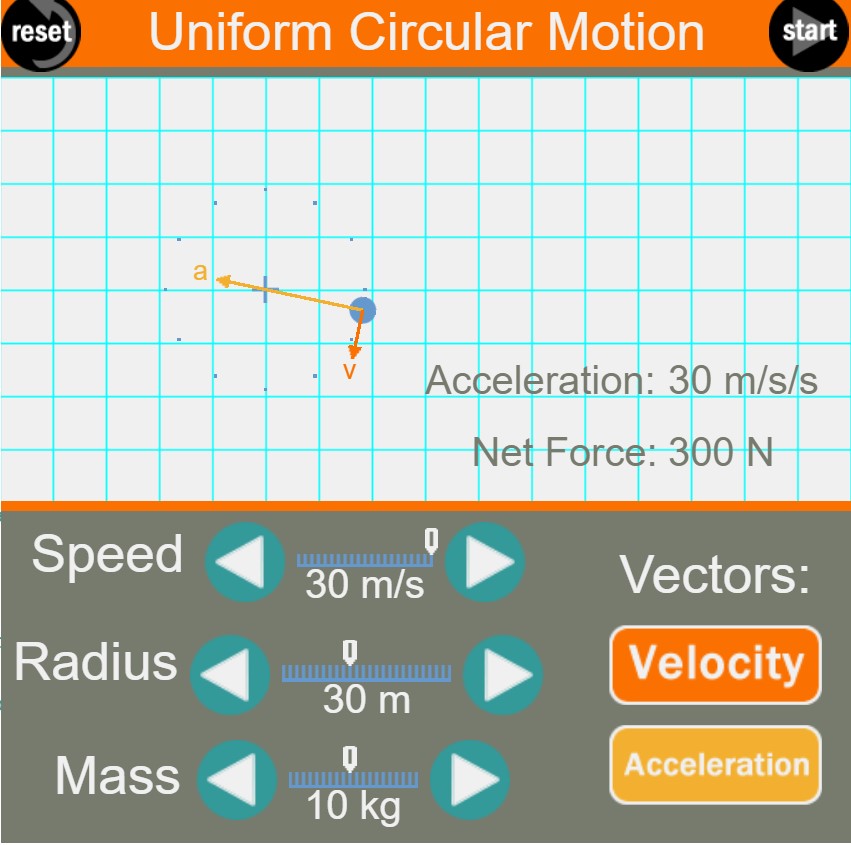 reset
Uniform Circular Motion
start
a
v
Acceleration: 30 m/s/s
Net Force: 300 N
Speed
30 m/s
Vectors:
Radius
30 m
Velocity
Mass
10 kg
Acceleration